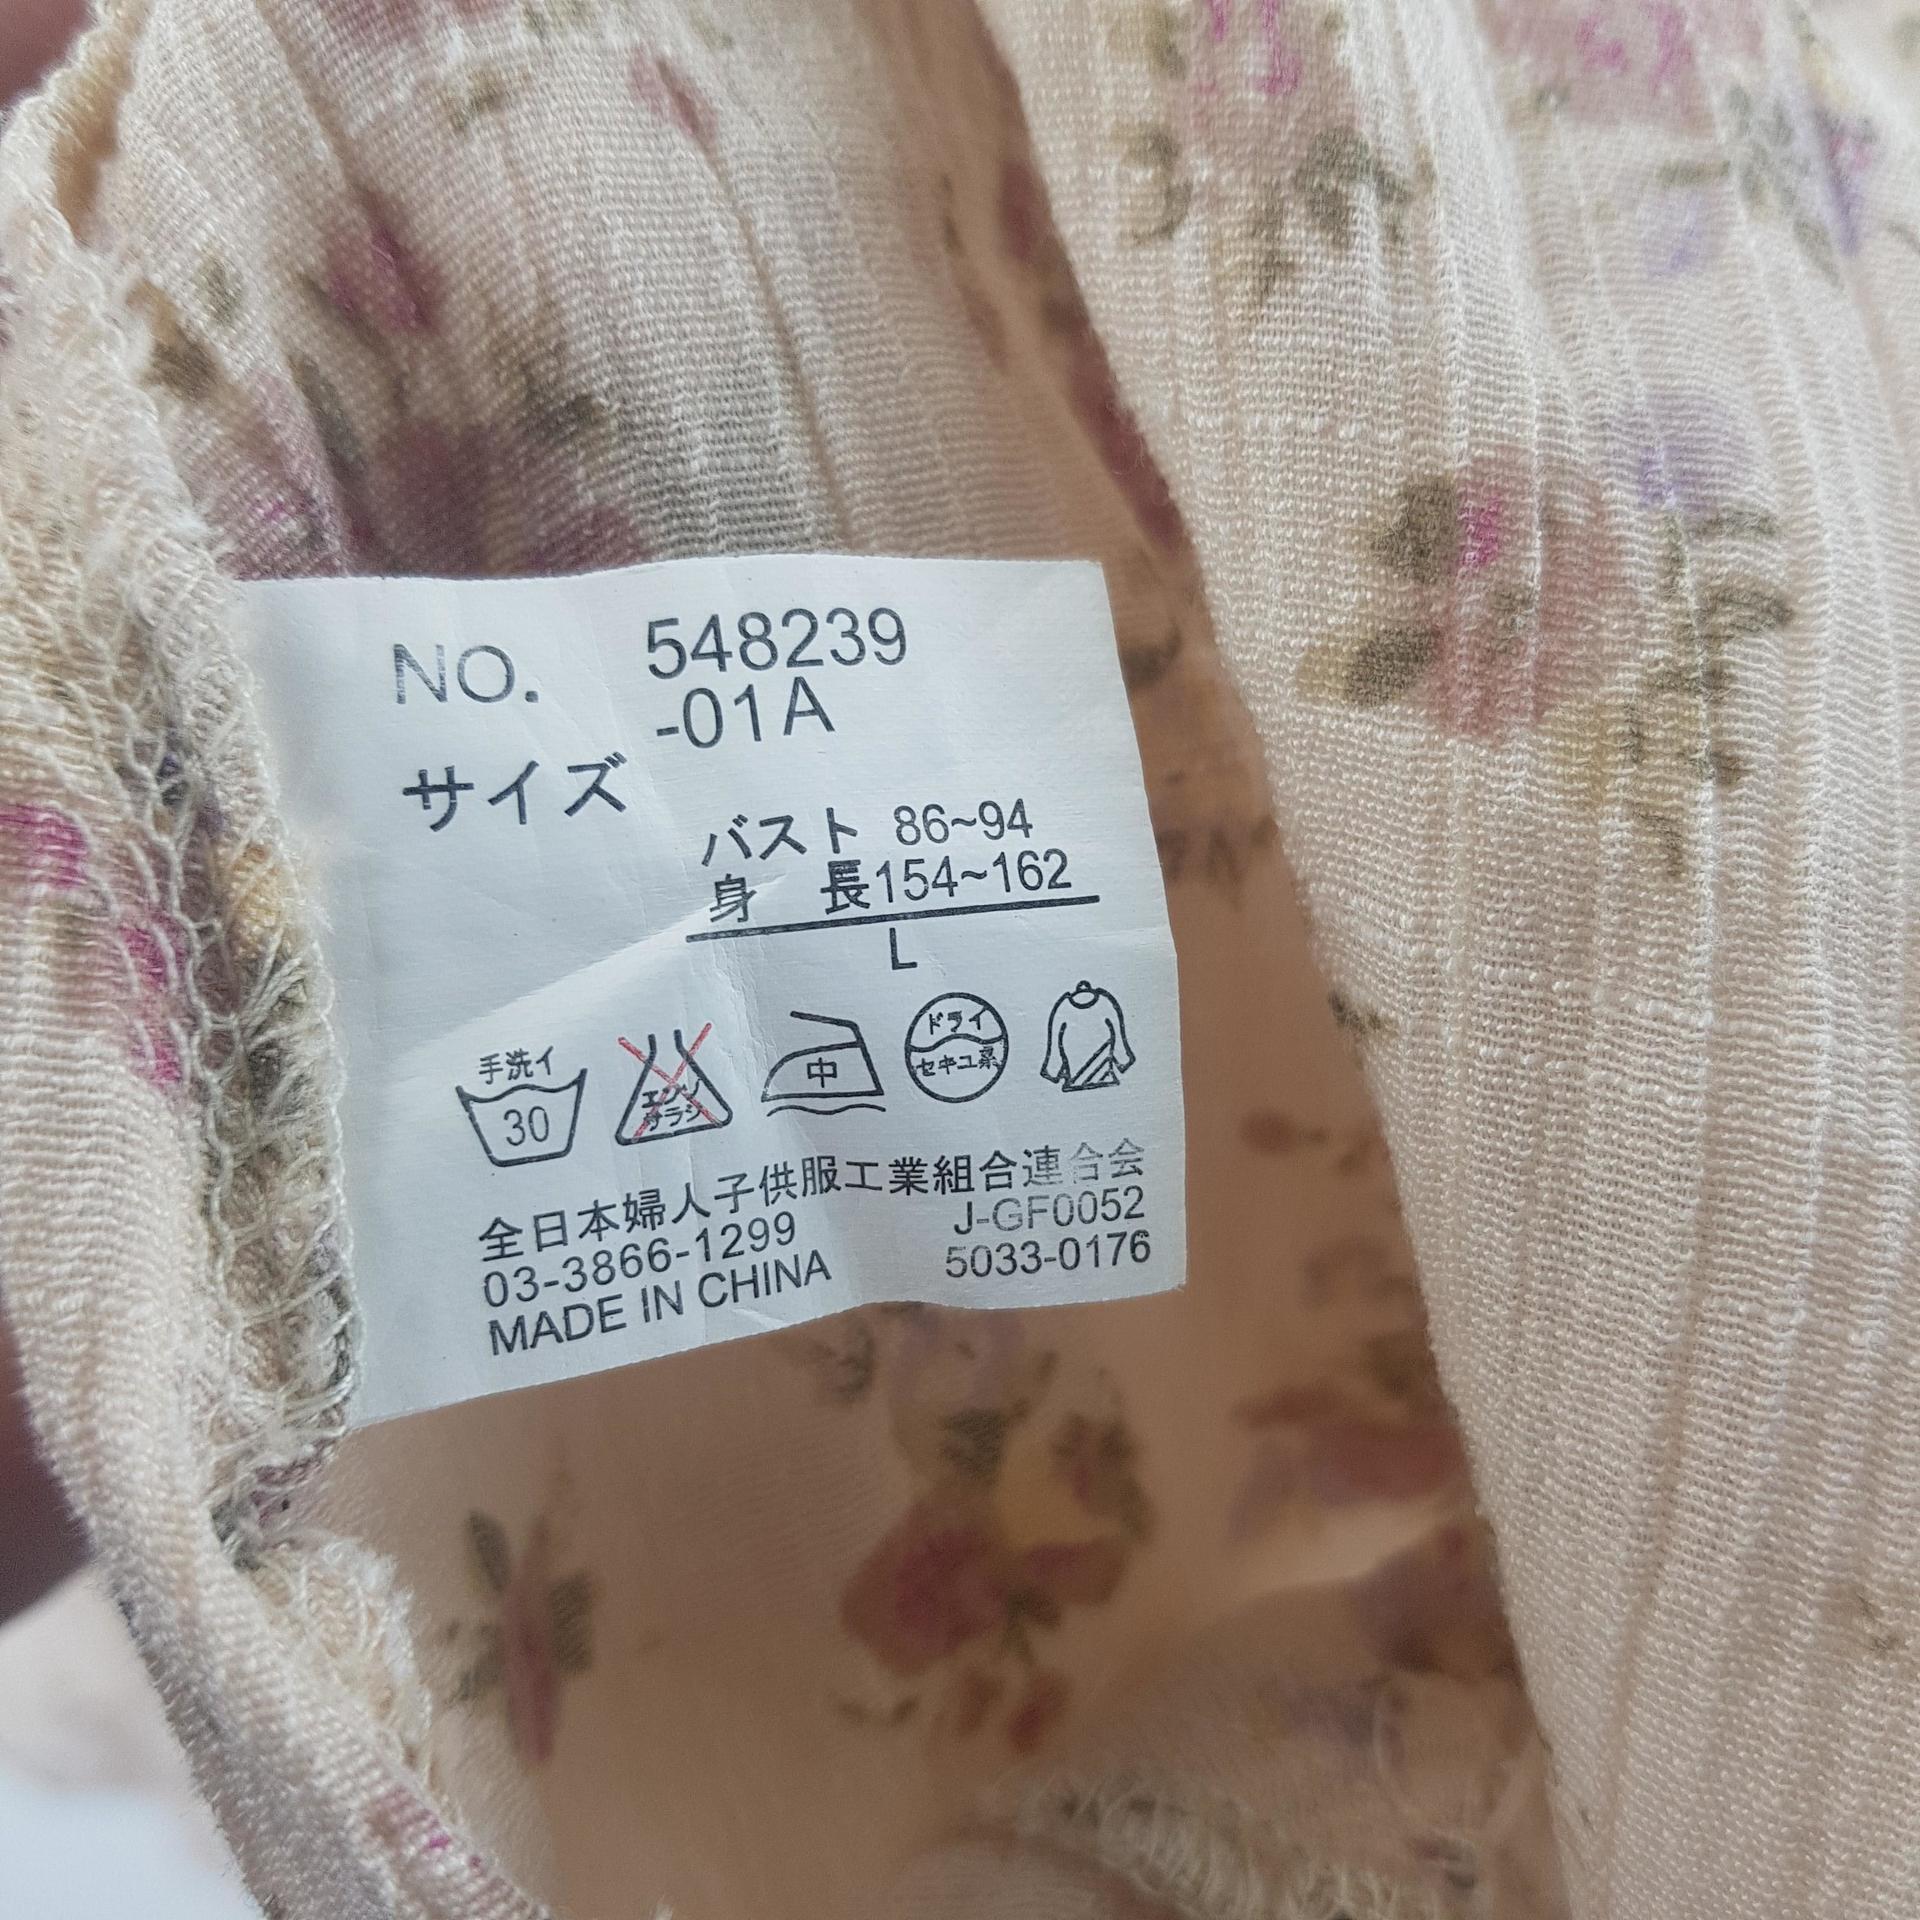 NO. 548239
-01A
サイズ
バスト 86~94
身 長154~162
L
手洗イ
30
エンソ
サラシ
中
ドライ
セキユ系
全日本婦人子供服工業組合連合会
03-3866-1299 J-GF0052
MADE IN CHINA 5033-0176